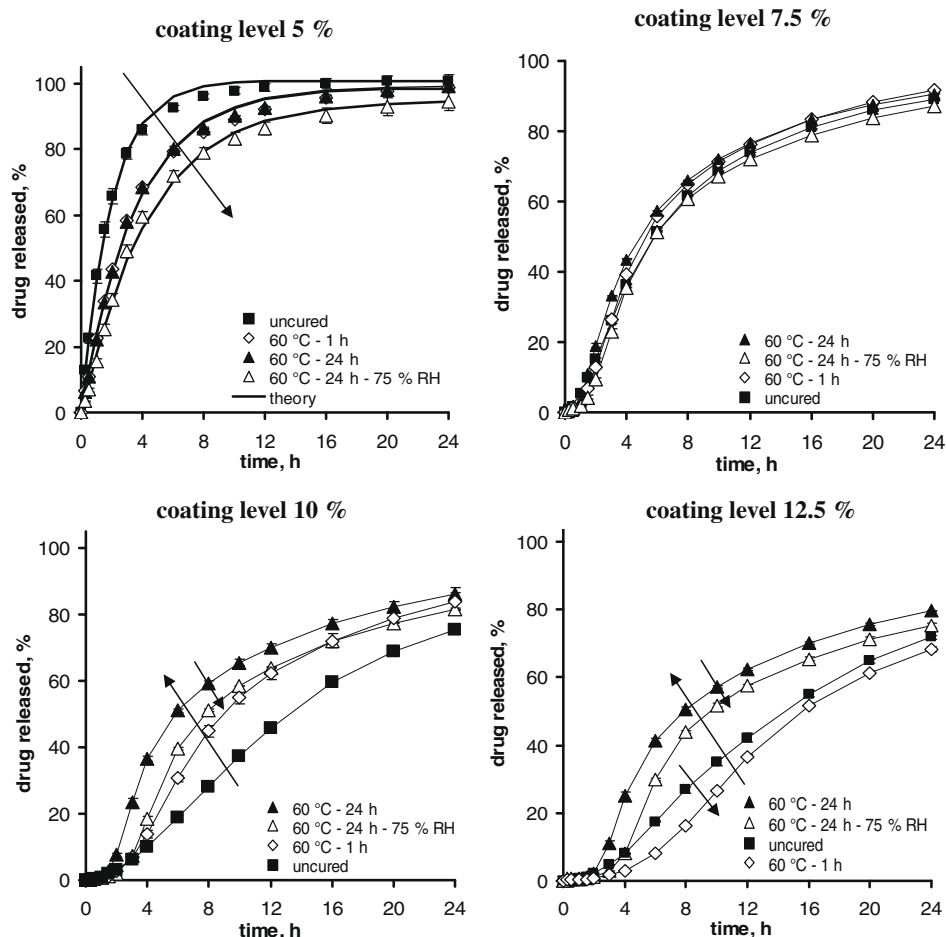 coating level 5 %
drug released, %
100
80
60
40
20
0
uncured
60 °C - 1 h
60 °C - 24 h
60 °C - 24 h - 75 % RH
theory
0 4 8 12 16 20 24
time, h
coating level 7.5 %
drug released, %
100
80
60
40
20
0
60 °C - 24 h
60 °C - 24 h - 75 % RH
60 °C - 1 h
uncured
0 4 8 12 16 20 24
time, h
coating level 10 %
drug released, %
100
80
60
40
20
0
60 °C - 24 h
60 °C - 24 h - 75 % RH
60 °C - 1 h
uncured
0 4 8 12 16 20 24
time, h
coating level 12.5 %
drug released, %
100
80
60
40
20
0
60 °C - 24 h
60 °C - 24 h - 75 % RH
uncured
60 °C - 1 h
0 4 8 12 16 20 24
time, h